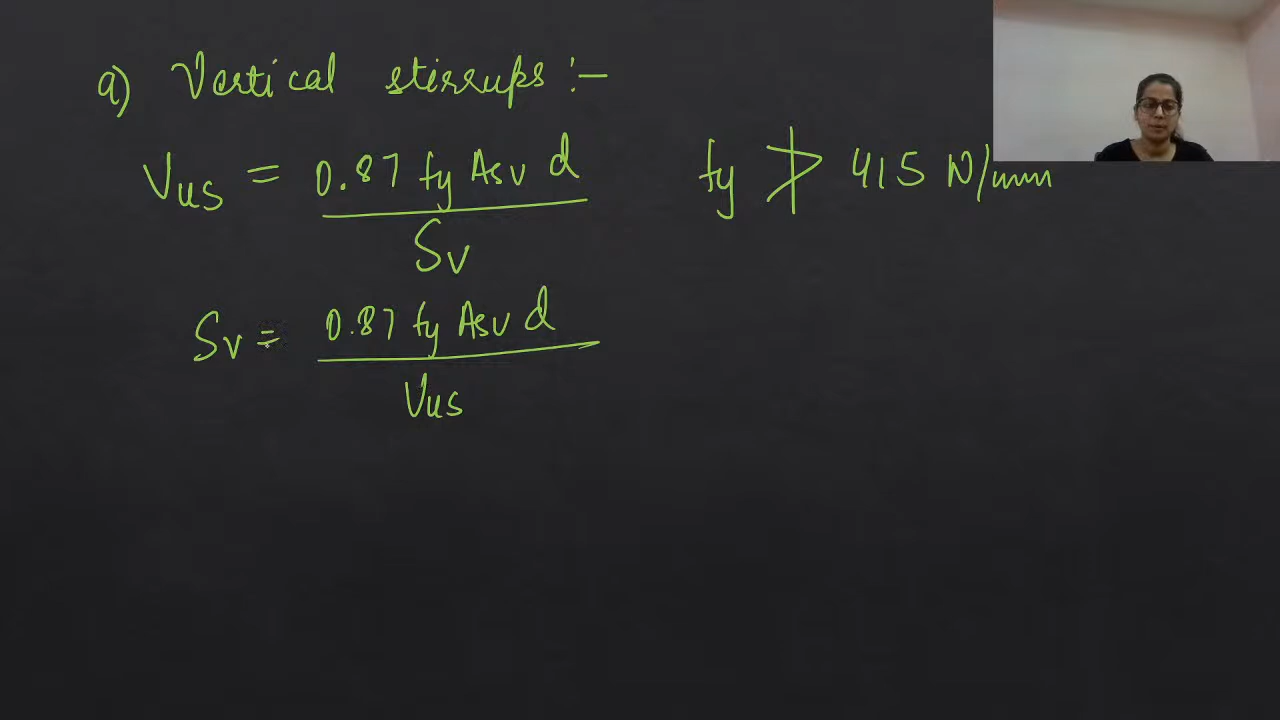 a) Vertical stirrups :-
Vus = 0.87 fy Asv d / Sv
fy ≯ 415 N/mm
Sv = 0.87 fy Asv d / Vus